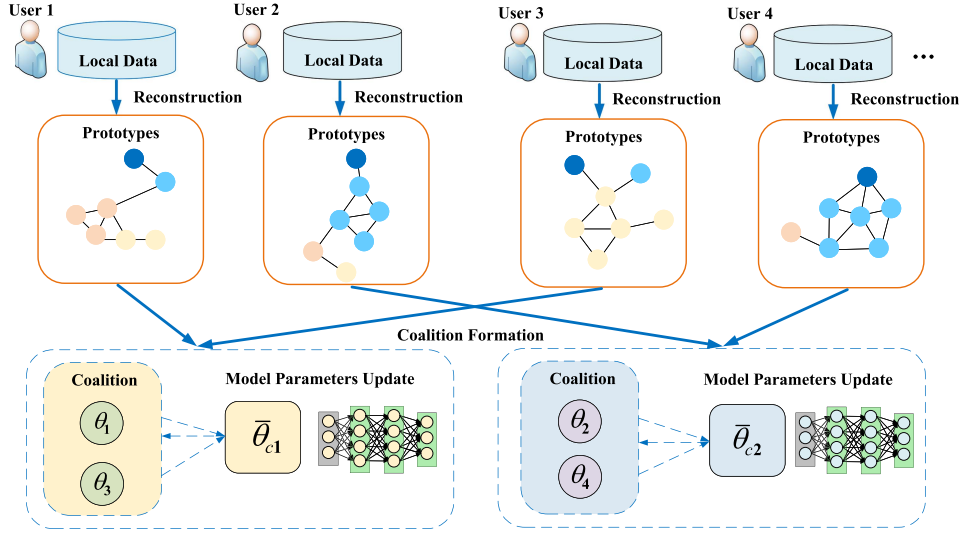 User 1
User 2
User 3
User 4
Local Data
Local Data
Local Data
Local Data
...
Reconstruction
Reconstruction
Reconstruction
Reconstruction
Prototypes
Prototypes
Prototypes
Prototypes
Coalition Formation
Coalition
Model Parameters Update
θ₁
θ₃
θ̅c1
Coalition
Model Parameters Update
θ₂
θ₄
θ̅c2